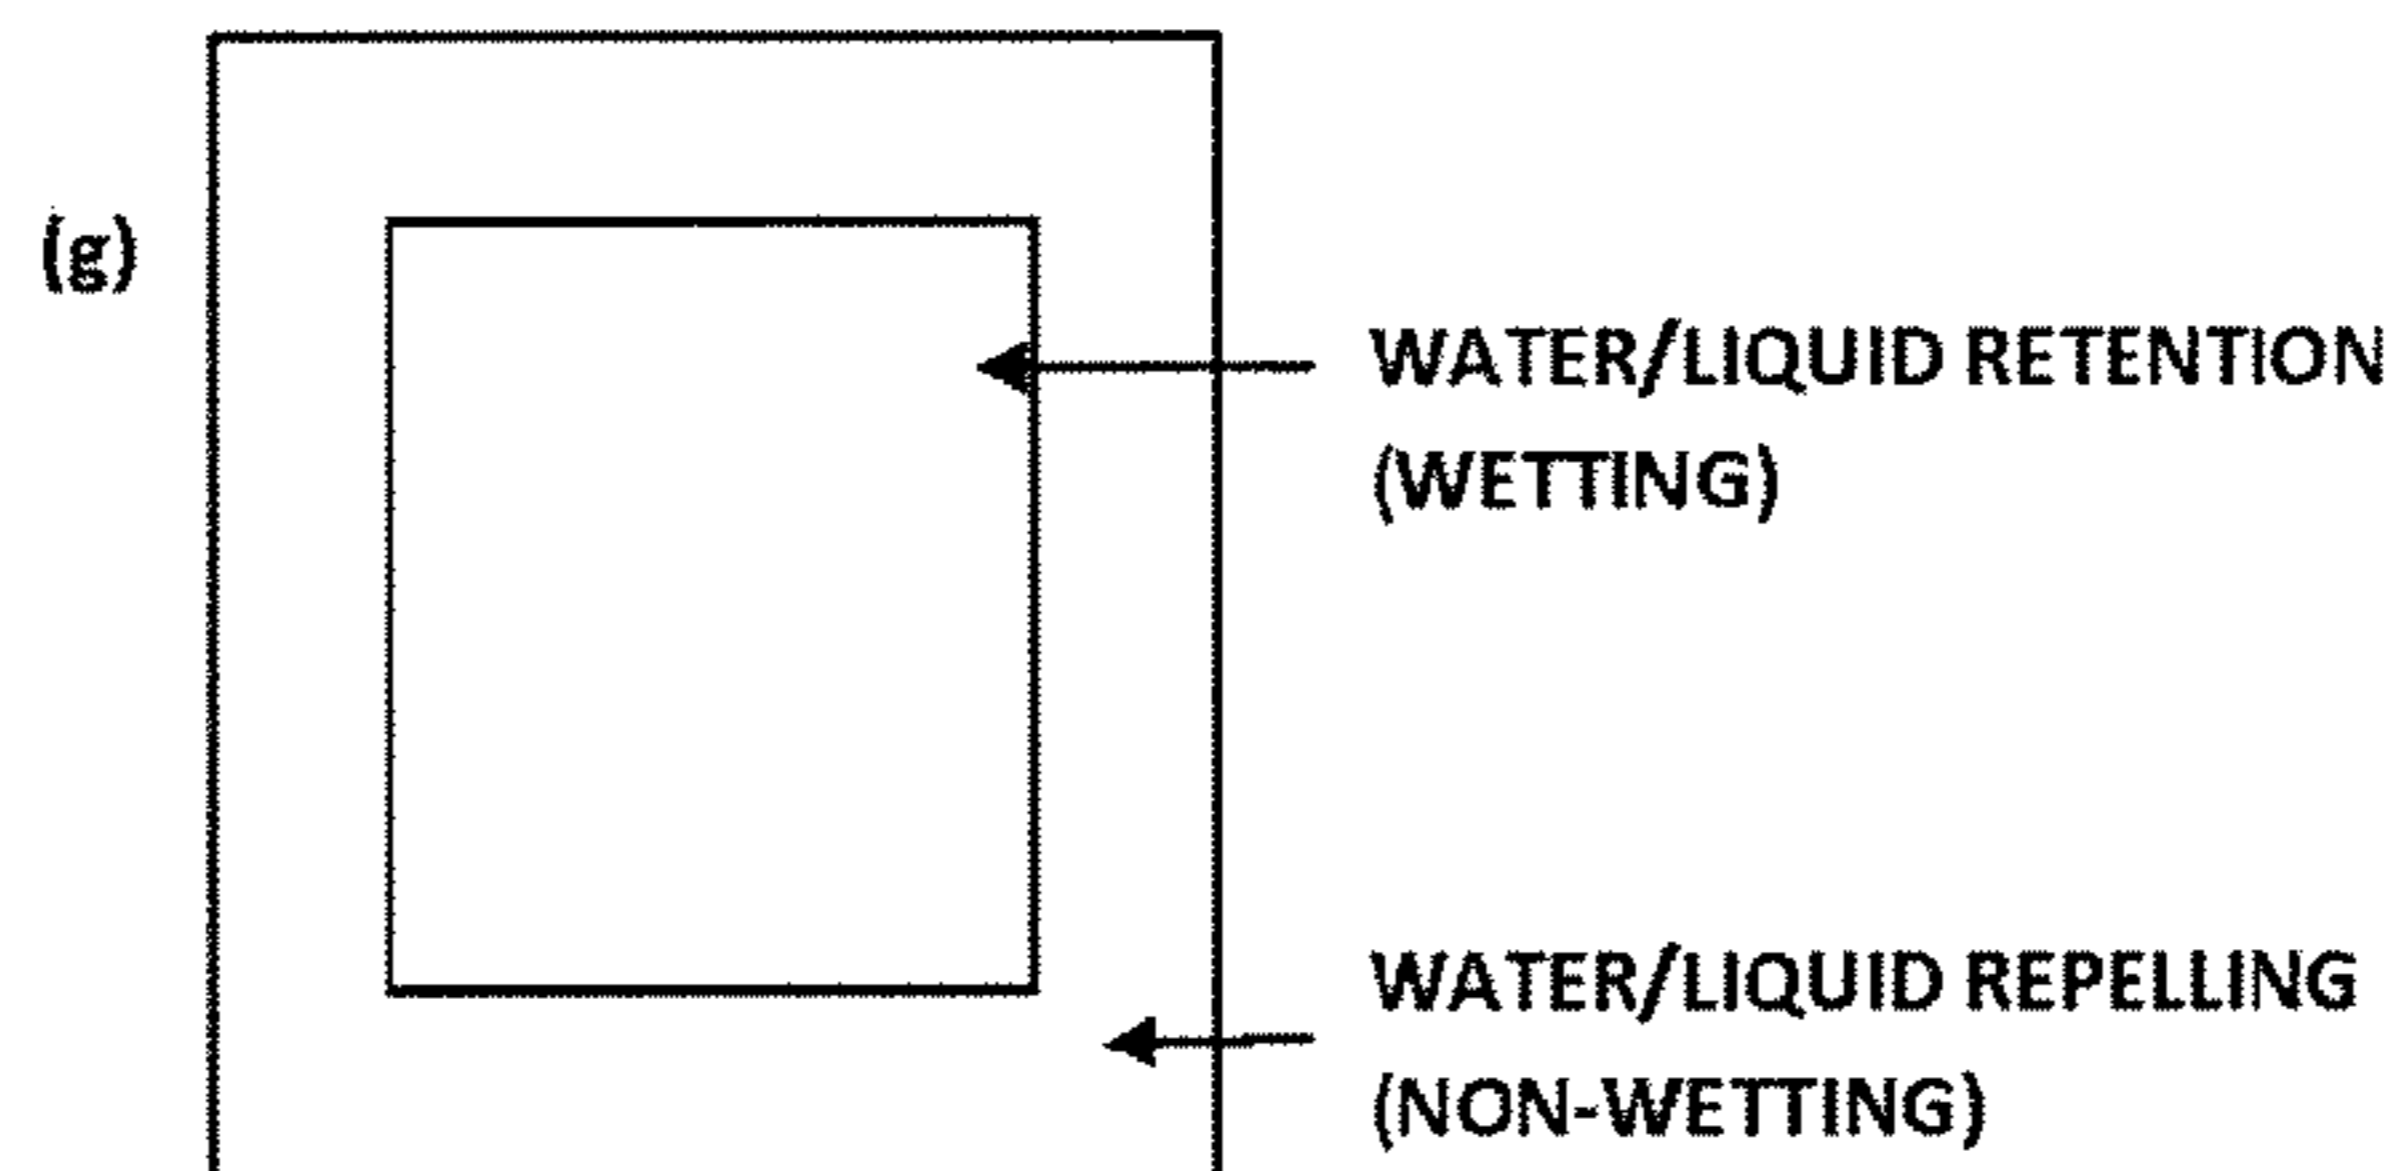 (g)
WATER/LIQUID RETENTION
(WETTING)
WATER/LIQUID REPELLING
(NON-WETTING)